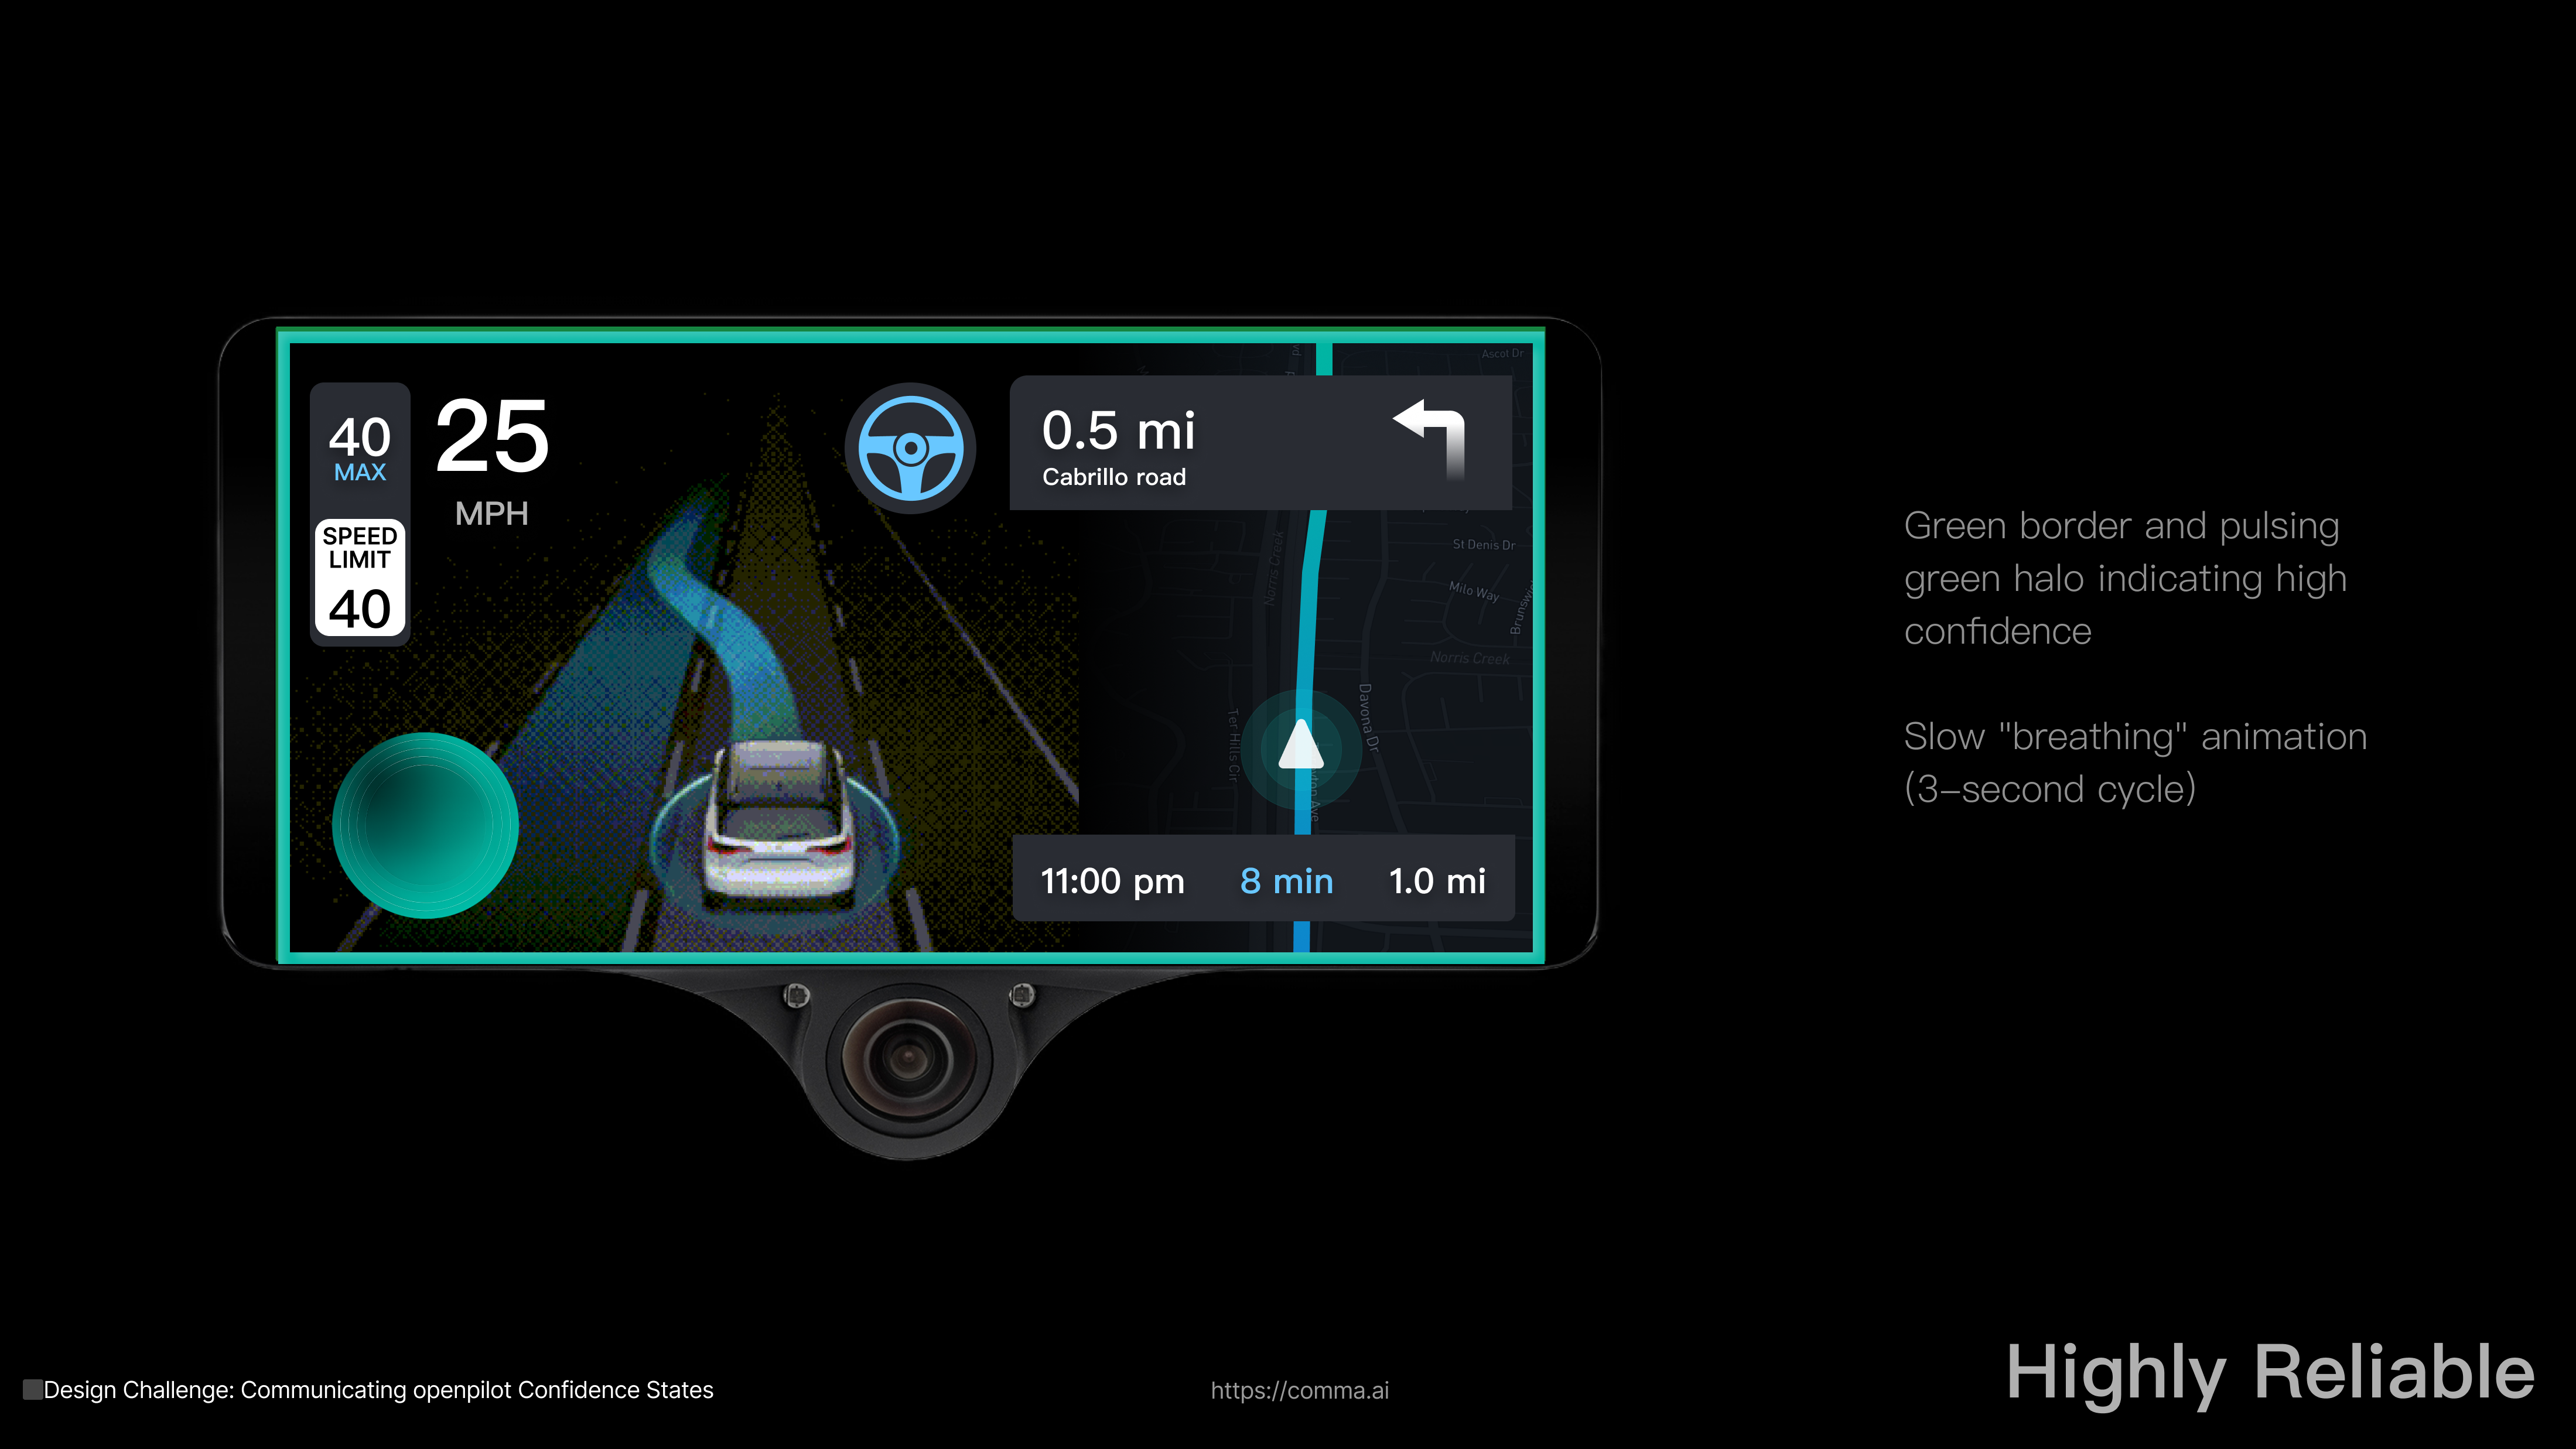 40
MAX
25
MPH
SPEED
LIMIT
40
0.5 mi
Cabrillo road
Ascot Dr
St Denis Dr
Milo Way
Norris Creek
Norris Creek
Davona Dr
Ter Hills Cir
11:00 pm 8 min 1.0 mi
Green border and pulsing
green halo indicating high
confidence
Slow "breathing" animation
(3–second cycle)
Design Challenge: Communicating openpilot Confidence States
https://comma.ai
Highly Reliable